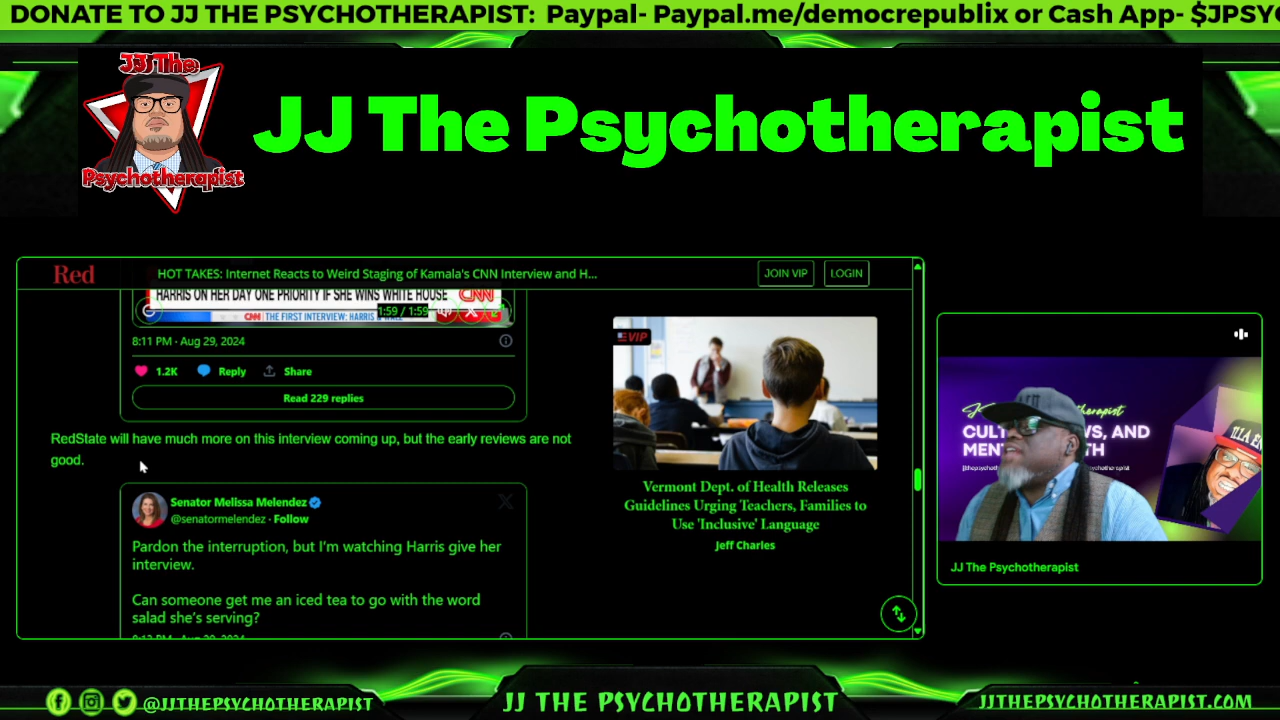 DONATE TO JJ THE PSYCHOTHERAPIST: Paypal- Paypal.me/democrepublix or Cash App- $JPSY
JJ The
Psychotherapist
JJ The Psychotherapist
Red
HOT TAKES: Internet Reacts to Weird Staging of Kamala's CNN Interview and H...
JOIN VIP
LOGIN
HARRIS ON HER DAY ONE PRIORITY IF SHE WINS WHITE HOUSE
CNN
1:59 / 1:59
CNN THE FIRST INTERVIEW: HARRIS &
8:11 PM · Aug 29, 2024
1.2K Reply Share
Read 229 replies
RedState will have much more on this interview coming up, but the early reviews are not
good.
Senator Melissa Melendez
@senatormelendez · Follow
Pardon the interruption, but I'm watching Harris give her
interview.
Can someone get me an iced tea to go with the word
salad she's serving?
8:13 PM · Aug 29, 2024
VIP
Vermont Dept. of Health Releases
Guidelines Urging Teachers, Families to
Use 'Inclusive' Language
Jeff Charles
JJ The Psychotherapist
@JJTHEPSYCHOTHERAPIST
JJ THE PSYCHOTHERAPIST
JJTHEPSYCHOTHERAPIST.COM